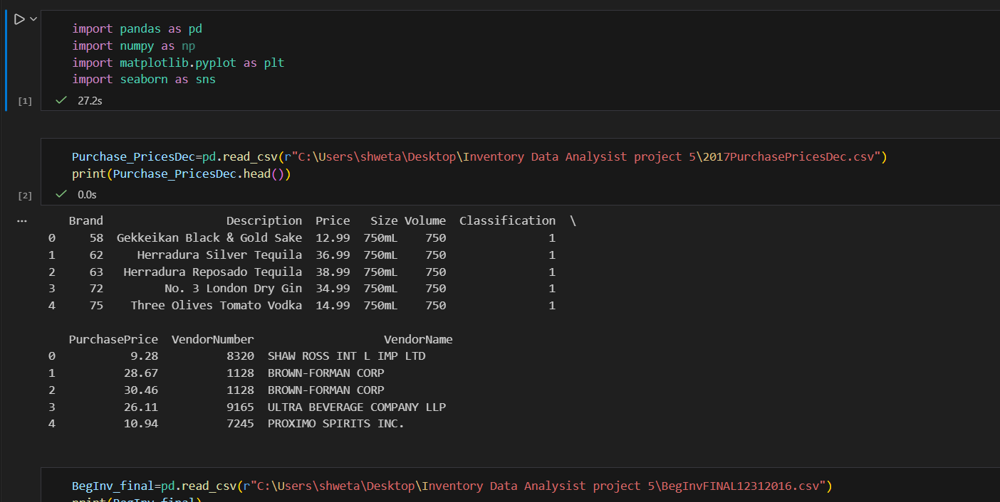 import pandas as pd
import numpy as np
import matplotlib.pyplot as plt
import seaborn as sns
[1] 27.2s
Purchase_PricesDec=pd.read_csv(r"C:\Users\shweta\Desktop\Inventory Data Analysist project 5\2017PurchasePricesDec.csv")
print(Purchase_PricesDec.head())
[2] 0.0s
... Brand Description Price Size Volume Classification \
0 58 Gekkeikan Black & Gold Sake 12.99 750mL 750 1
1 62 Herradura Silver Tequila 36.99 750mL 750 1
2 63 Herradura Reposado Tequila 38.99 750mL 750 1
3 72 No. 3 London Dry Gin 34.99 750mL 750 1
4 75 Three Olives Tomato Vodka 14.99 750mL 750 1
PurchasePrice VendorNumber VendorName
0 9.28 8320 SHAW ROSS INT L IMP LTD
1 28.67 1128 BROWN-FORMAN CORP
2 30.46 1128 BROWN-FORMAN CORP
3 26.11 9165 ULTRA BEVERAGE COMPANY LLP
4 10.94 7245 PROXIMO SPIRITS INC.
BegInv_final=pd.read_csv(r"C:\Users\shweta\Desktop\Inventory Data Analysist project 5\BegInvFINAL12312016.csv")
print(BegInv_final)